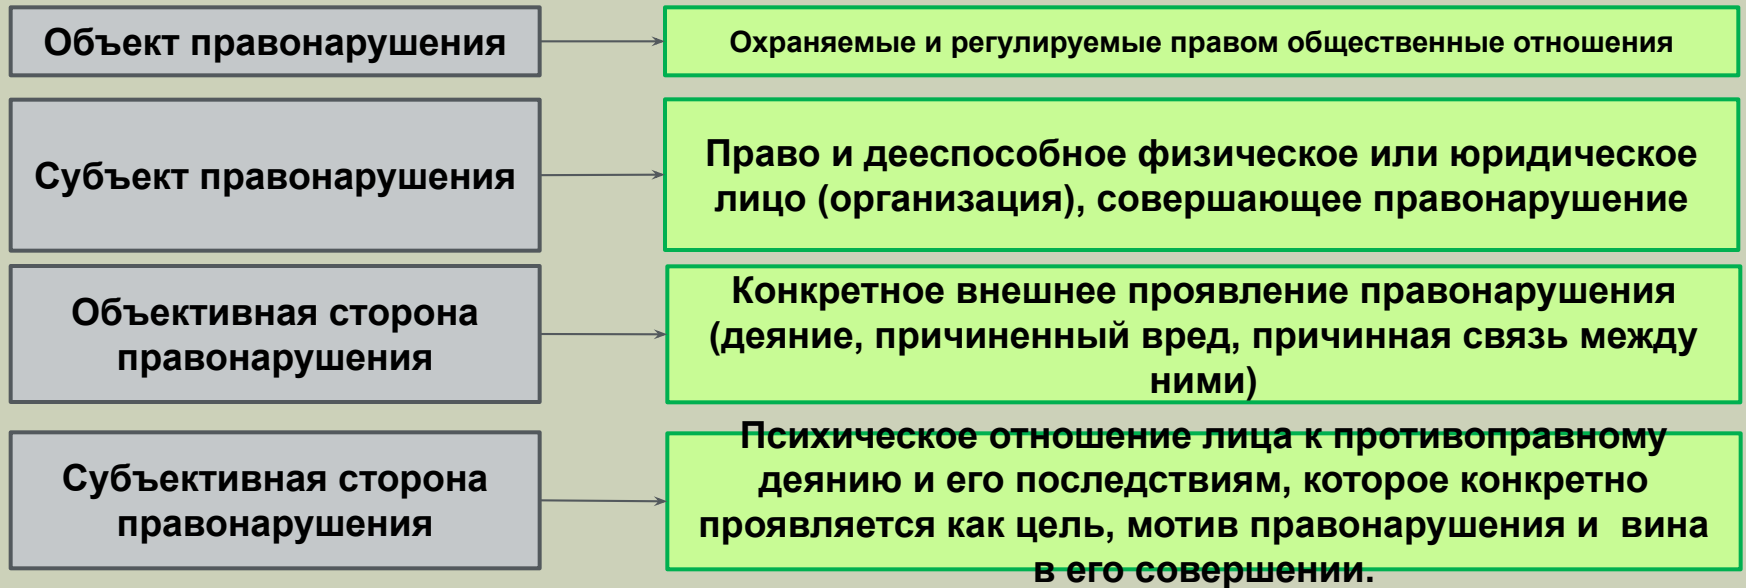 Объект правонарушения
Охраняемые и регулируемые правом общественные отношения
Субъект правонарушения
Право и дееспособное физическое или юридическое
лицо (организация), совершающее правонарушение
Объективная сторона
правонарушения
Конкретное внешнее проявление правонарушения
(деяние, причиненный вред, причинная связь между
ними)
Субъективная сторона
правонарушения
Психическое отношение лица к противоправному
деянию и его последствиям, которое конкретно
проявляется как цель, мотив правонарушения и  вина
в его совершении.